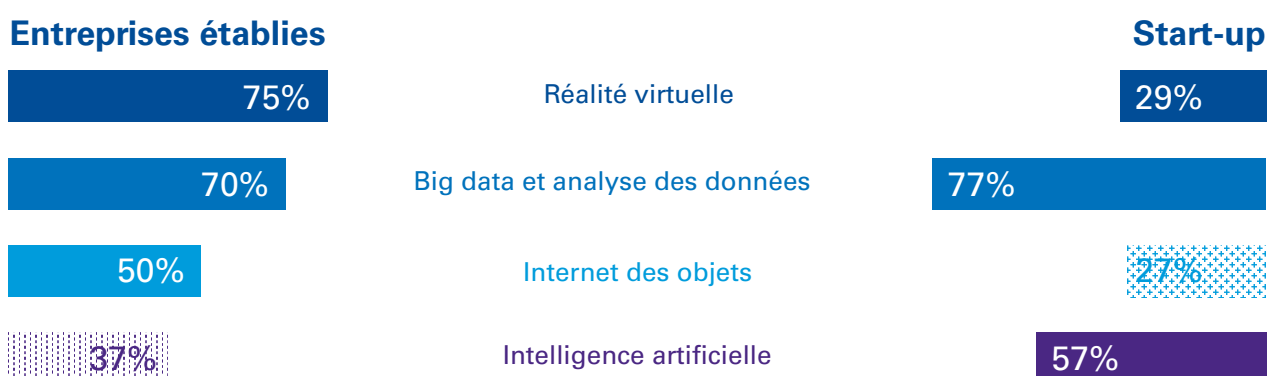 Entreprises établies
Start-up
75%
Réalité virtuelle
29%
70%
Big data et analyse des données
77%
50%
Internet des objets
27%
37%
Intelligence artificielle
57%